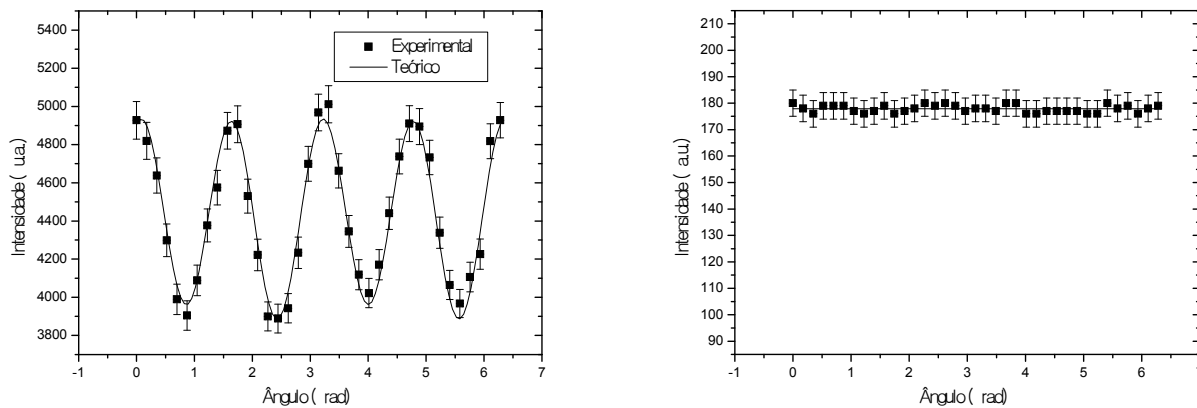 5400
5200
5000
4800
4600
4400
4200
4000
3800
Intensidade ( u.a.)
Experimental
Teórico
-1 0 1 2 3 4 5 6 7
Ângulo ( rad)
210
200
190
180
170
160
150
140
130
120
110
100
90
Intensidade ( a.u.)
-1 0 1 2 3 4 5 6 7
Ângulo ( rad)